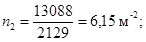 n₂ = 13088/2129 = 6,15 м⁻²;